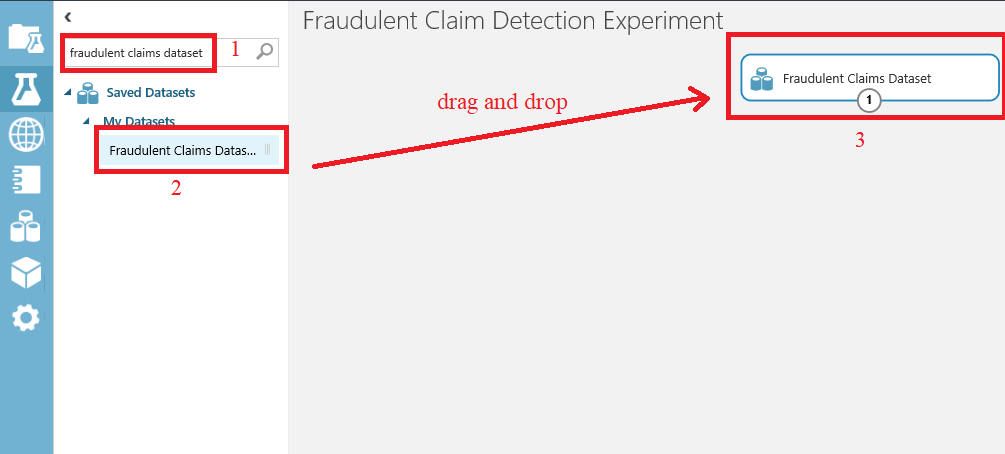 Fraudulent Claim Detection Experiment
fraudulent claims dataset
1
Saved Datasets
My Datasets
Fraudulent Claims Datas...
2
drag and drop
Fraudulent Claims Dataset
1
3